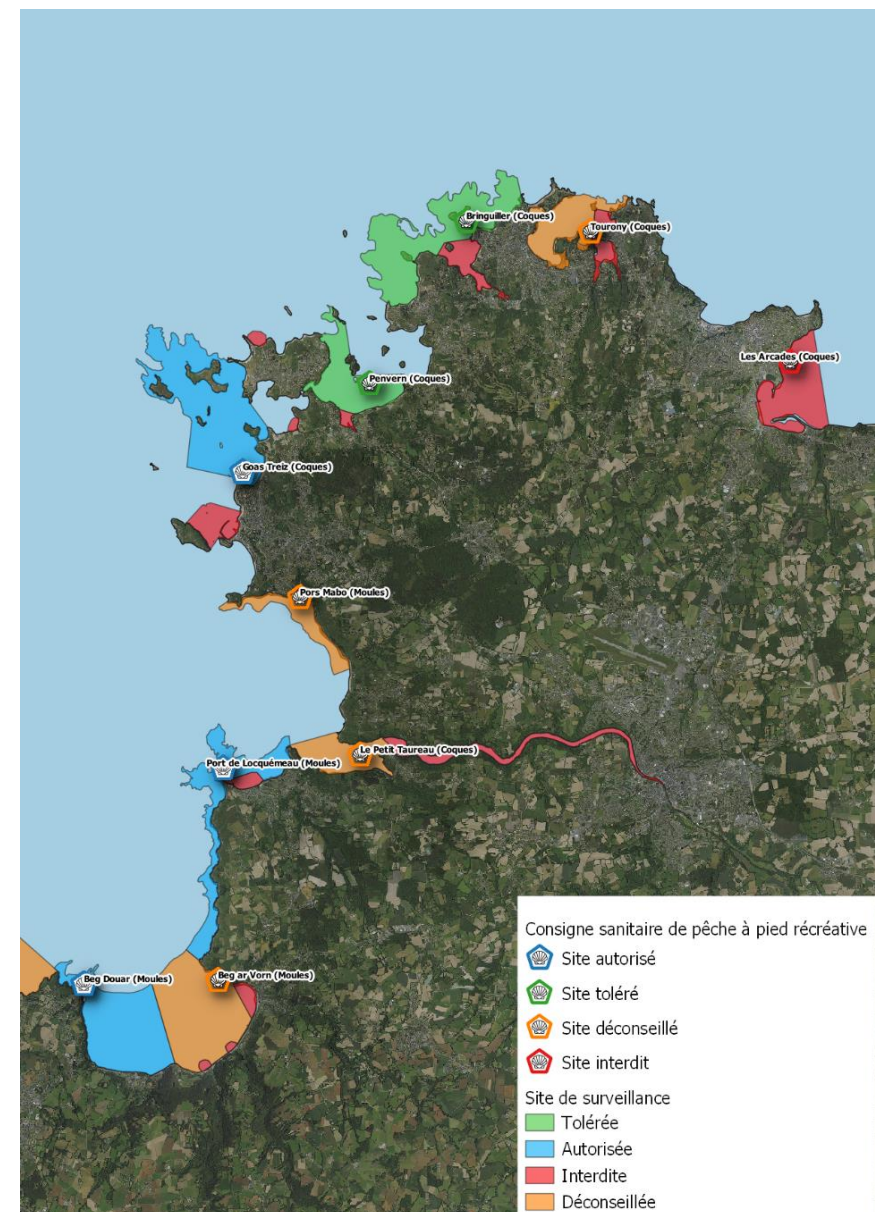 Bringuiller (Coques)
Tourony (Coques)
Les Arcades (Coques)
Penvern (Coques)
Goas Treiz (Coques)
Pors Mabo (Moules)
Le Petit Taureau (Coques)
Port de Locquémeau (Moules)
Beg Douar (Moules)
Beg ar Vorn (Moules)
Consigne sanitaire de pêche à pied récréative
Site autorisé
Site toléré
Site déconseillé
Site interdit
Site de surveillance
Tolérée
Autorisée
Interdite
Déconseillée